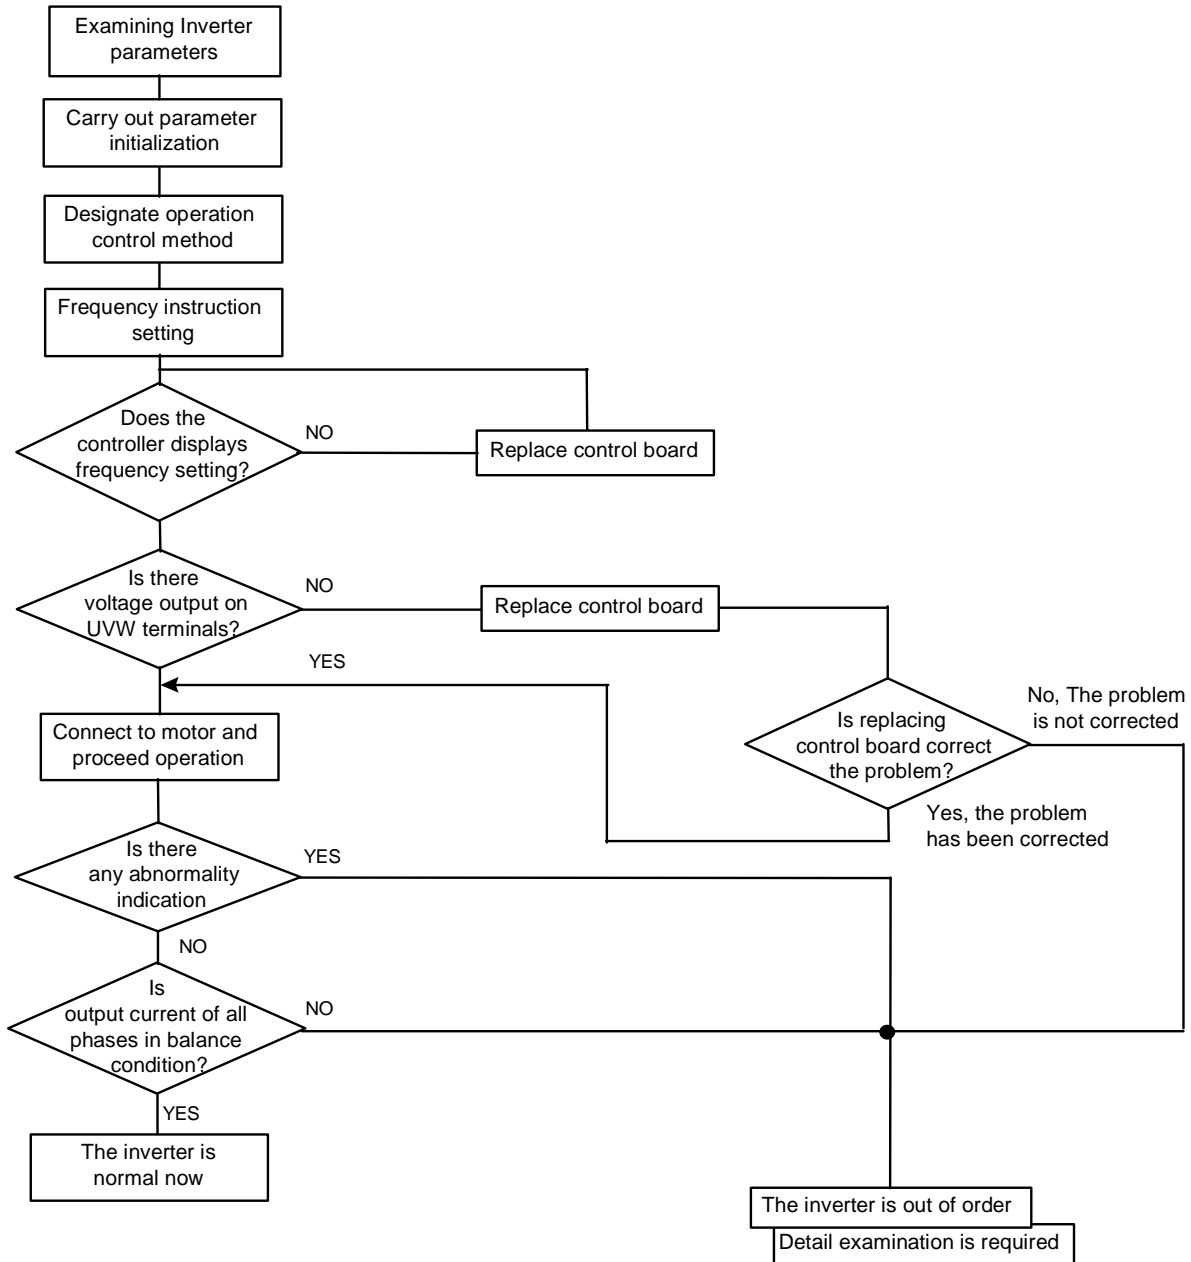 Examining Inverter
parameters
Carry out parameter
initialization
Designate operation
control method
Frequency instruction
setting
Does the
controller displays
frequency setting?
NO
Replace control board
Is there
voltage output on
UVW terminals?
NO
Replace control board
YES
Is replacing
control board correct
the problem?
No, The problem
is not corrected
Yes, the problem
has been corrected
Connect to motor and
proceed operation
Is there
any abnormality
indication
YES
NO
Is
output current of all
phases in balance
condition?
NO
YES
The inverter is
normal now
The inverter is out of order
Detail examination is required